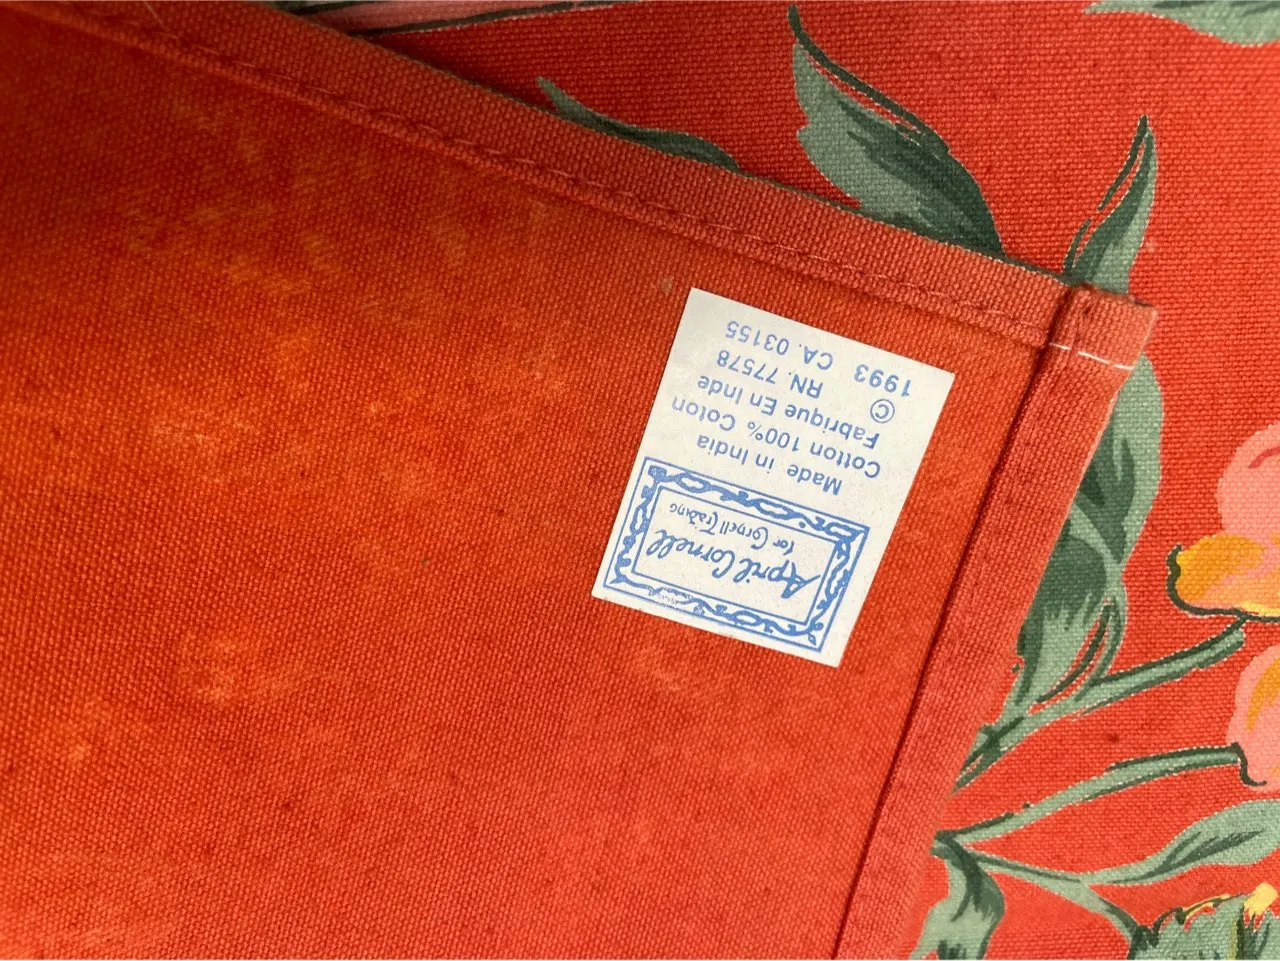 April Cornell
for Cornell Trading
Made in India
Cotton 100% Coton
Fabrique En Inde
© RN. 77578
1993 CA. 03155